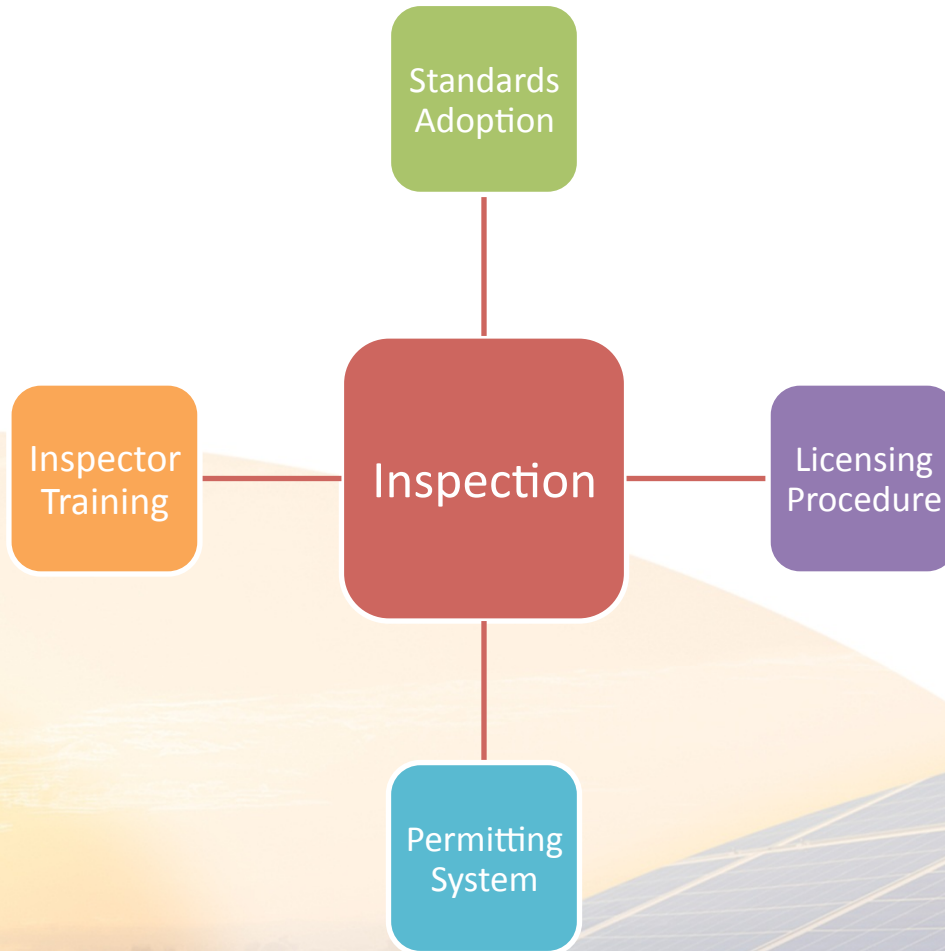 Standards
Adoption
Inspector
Training
Inspection
Licensing
Procedure
Permitting
System